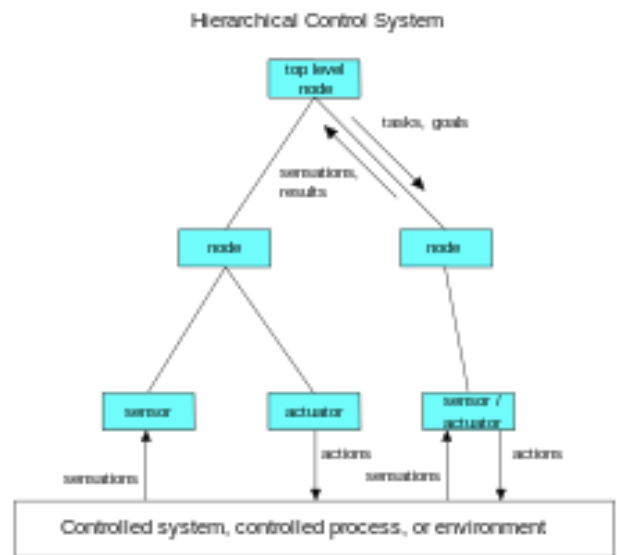 Hierarchical Control System
top level
node
tasks, goals
sensations,
results
node
node
sensor
actuator
sensor /
actuator
actions
actions
sensations
sensations
Controlled system, controlled process, or environment